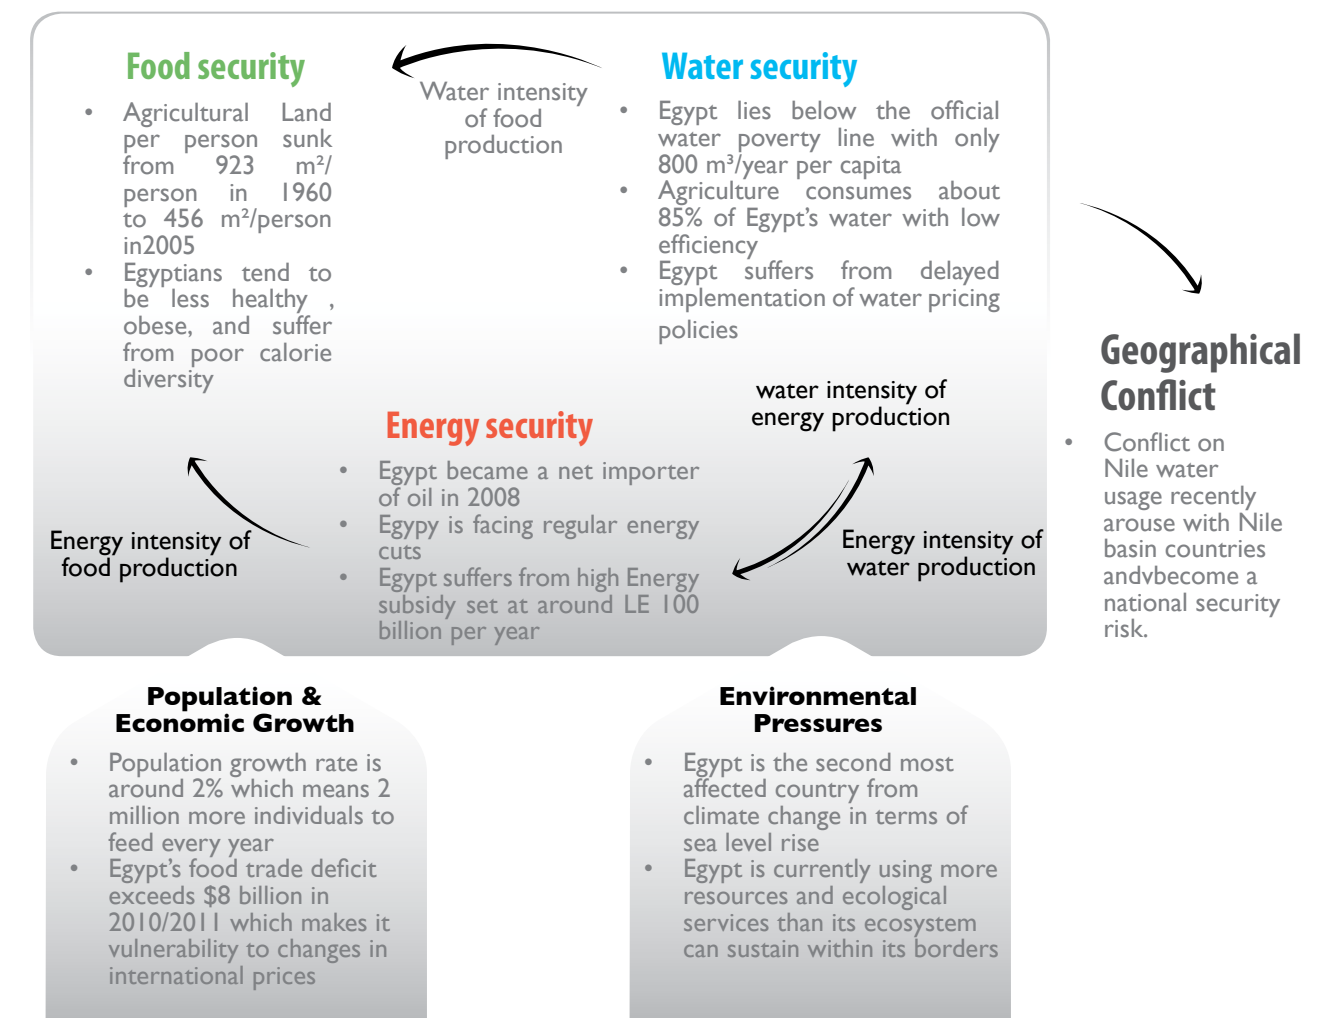 Food security
• Agricultural Land
per person sunk
from 923 m²/
person in 1960
to 456 m²/person
in2005
• Egyptians tend to
be less healthy ,
obese, and suffer
from poor calorie
diversity
Water intensity
of food
production
Water security
• Egypt lies below the official
water poverty line with only
800 m³/year per capita
• Agriculture consumes about
85% of Egypt’s water with low
efficiency
• Egypt suffers from delayed
implementation of water pricing
policies
water intensity of
energy production
Energy security
• Egypt became a net importer
of oil in 2008
• Egypy is facing regular energy
cuts
• Egypt suffers from high Energy
subsidy set at around LE 100
billion per year
Energy intensity of
food production
Energy intensity of
water production
Geographical
Conflict
• Conflict on
Nile water
usage recently
arouse with Nile
basin countries
andvbecome a
national security
risk.
Population &
Economic Growth
• Population growth rate is
around 2% which means 2
million more individuals to
feed every year
• Egypt’s food trade deficit
exceeds $8 billion in
2010/2011 which makes it
vulnerability to changes in
international prices
Environmental
Pressures
• Egypt is the second most
affected country from
climate change in terms of
sea level rise
• Egypt is currently using more
resources and ecological
services than its ecosystem
can sustain within its borders